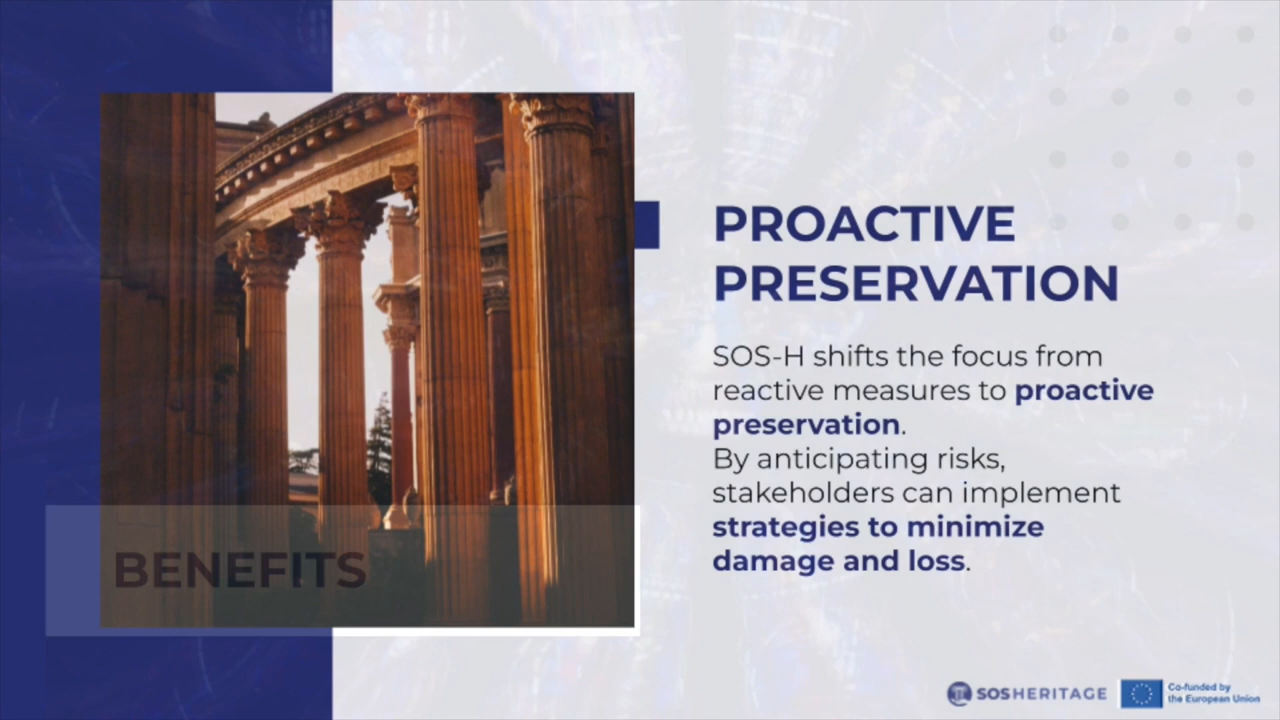 PROACTIVE
PRESERVATION
SOS-H shifts the focus from
reactive measures to proactive
preservation.
By anticipating risks,
stakeholders can implement
strategies to minimize
damage and loss.
BENEFITS
SOSHERITAGE
Co-funded by
the European Union